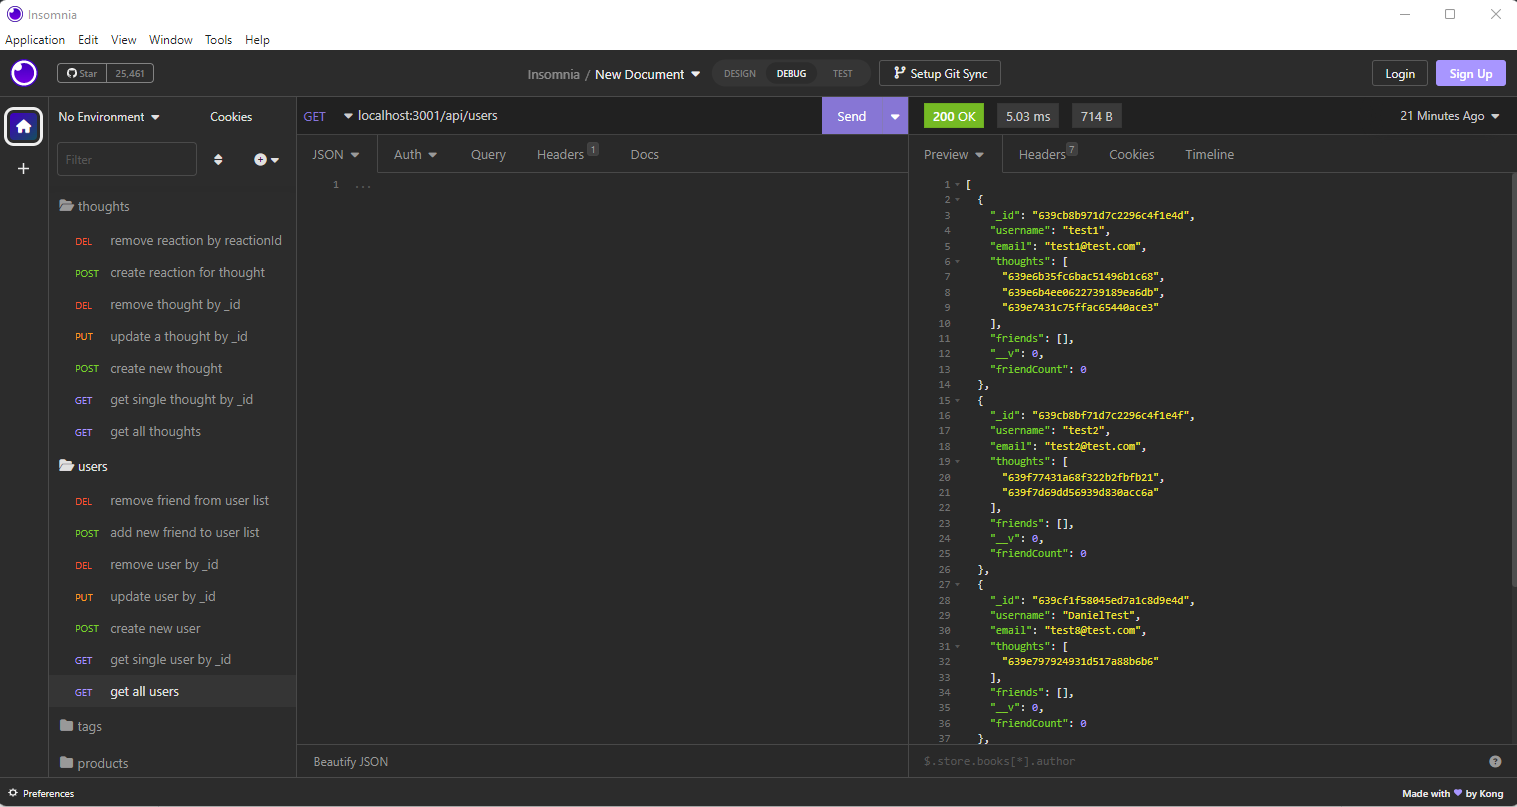 Insomnia
Application Edit View Window Tools Help
Star 25,461
Insomnia / New Document
DESIGN DEBUG TEST
Setup Git Sync
Login Sign Up
No Environment Cookies
Filter
thoughts
DEL remove reaction by reactionId
POST create reaction for thought
DEL remove thought by _id
PUT update a thought by _id
POST create new thought
GET get single thought by _id
GET get all thoughts
users
DEL remove friend from user list
POST add new friend to user list
DEL remove user by _id
PUT update user by _id
POST create new user
GET get single user by _id
GET get all users
tags
products
GET localhost:3001/api/users Send
JSON Auth Query Headers 1 Docs
1 ...
Beautify JSON
200 OK 5.03 ms 714 B 21 Minutes Ago
Preview Headers 7 Cookies Timeline
1 [
2 {
3 "_id": "639cb8b971d7c2296c4f1e4d",
4 "username": "test1",
5 "email": "test1@test.com",
6 "thoughts": [
7 "639e6b35fc6bac51496b1c68",
8 "639e6b4ee0622739189ea6db",
9 "639e7431c75ffac65440ace3"
10 ],
11 "friends": [],
12 "__v": 0,
13 "friendCount": 0
14 },
15 {
16 "_id": "639cb8bf71d7c2296c4f1e4f",
17 "username": "test2",
18 "email": "test2@test.com",
19 "thoughts": [
20 "639f77431a68f322b2fbfb21",
21 "639f7d69dd56939d830acc6a"
22 ],
23 "friends": [],
24 "__v": 0,
25 "friendCount": 0
26 },
27 {
28 "_id": "639cf1f58045ed7a1c8d9e4d",
29 "username": "DanielTest",
30 "email": "test8@test.com",
31 "thoughts": [
32 "639e797924931d517a88b6b6"
33 ],
34 "friends": [],
35 "__v": 0,
36 "friendCount": 0
37 },
$.store.books[*].author
Preferences
Made with ♥ by Kong